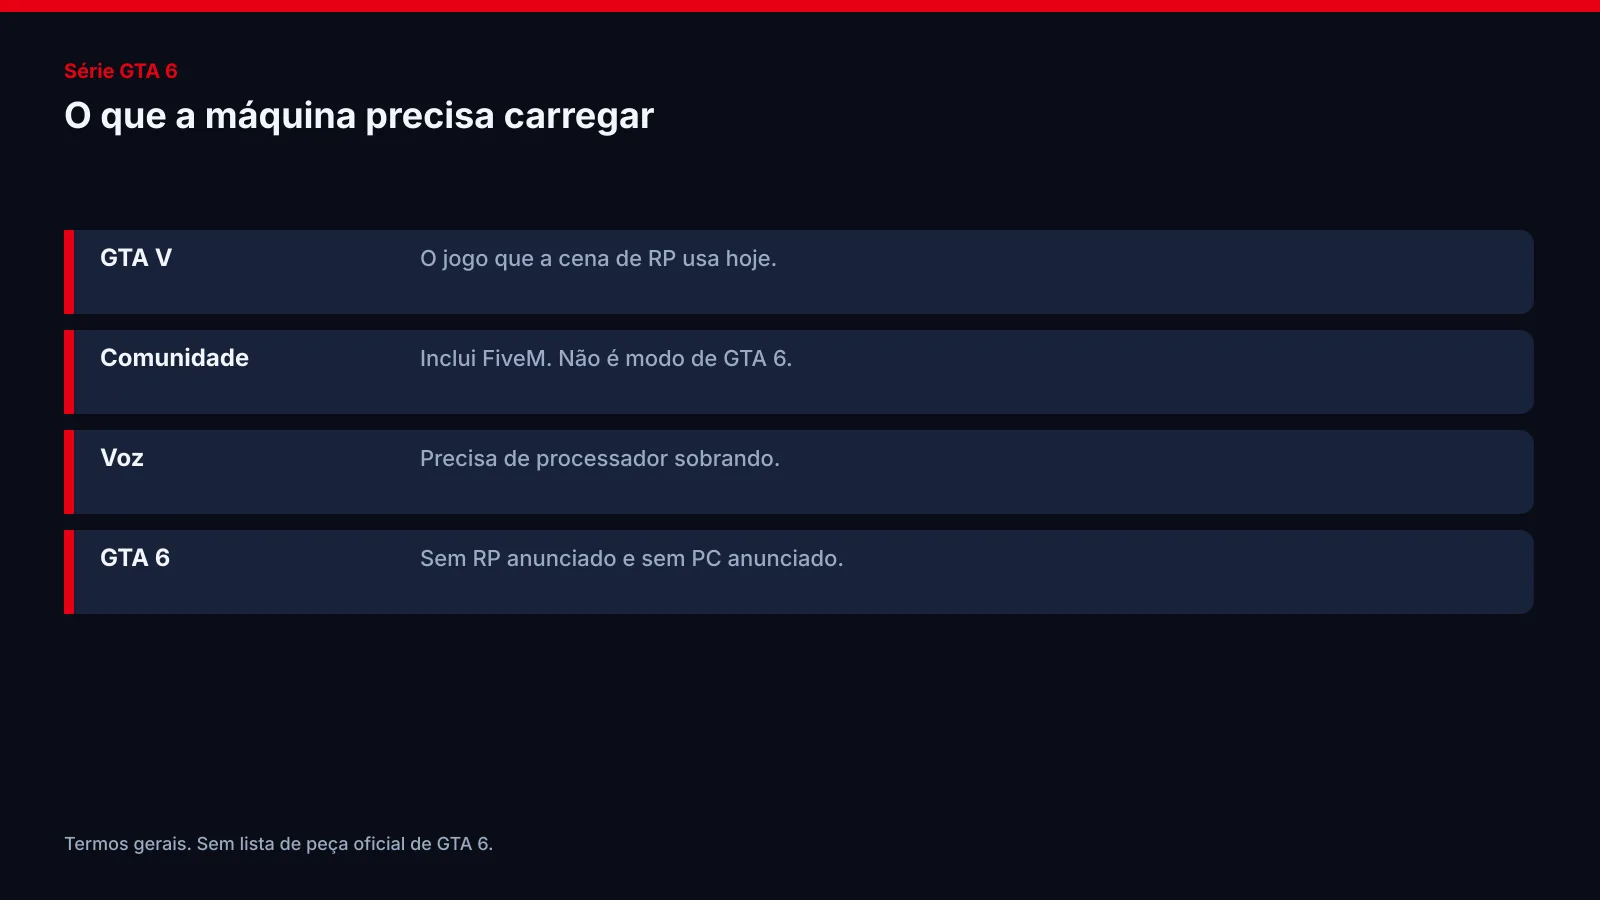 Série GTA 6
O que a máquina precisa carregar
GTA V
O jogo que a cena de RP usa hoje.
Comunidade
Inclui FiveM. Não é modo de GTA 6.
Voz
Precisa de processador sobrando.
GTA 6
Sem RP anunciado e sem PC anunciado.
Termos gerais. Sem lista de peça oficial de GTA 6.